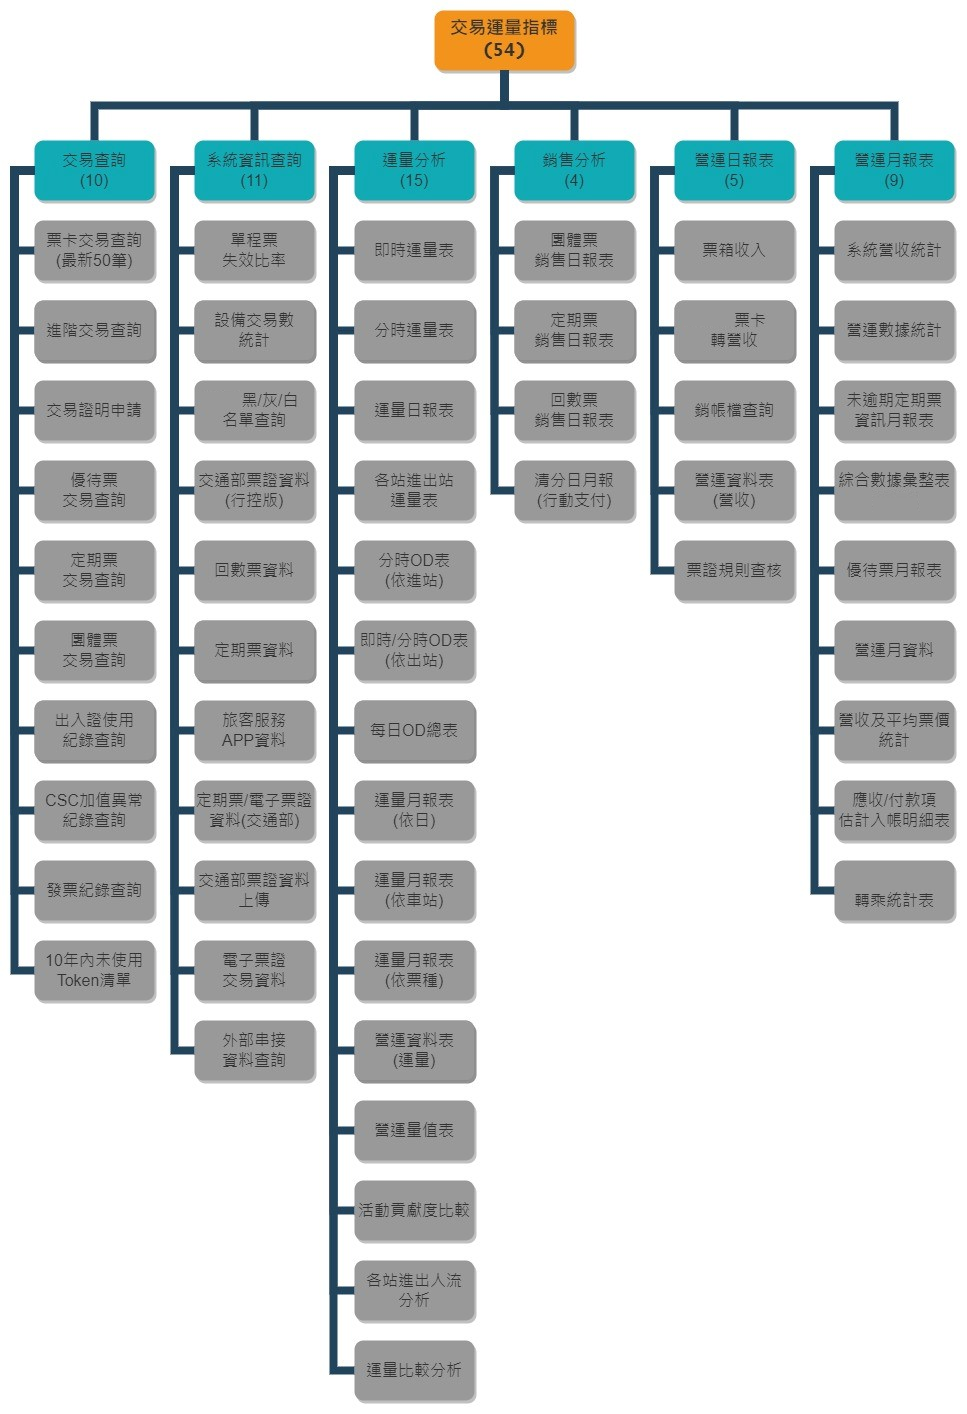 交易運量指標
(54)
交易查詢
(10)
票卡交易查詢
(最新50筆)
進階交易查詢
交易證明申請
優待票
交易查詢
定期票
交易查詢
團體票
交易查詢
出入證使用
紀錄查詢
CSC加值異常
紀錄查詢
發票紀錄查詢
10年內未使用
Token清單
系統資訊查詢
(11)
單程票
失效比率
設備交易數
統計
黑/灰/白
名單查詢
交通部票證資料
(行控版)
回數票資料
定期票資料
旅客服務
APP資料
定期票/電子票證
資料(交通部)
交通部票證資料
上傳
電子票證
交易資料
外部串接
資料查詢
運量分析
(15)
即時運量表
分時運量表
運量日報表
各站進出站
運量表
分時OD表
(依進站)
即時/分時OD表
(依出站)
每日OD總表
運量月報表
(依日)
運量月報表
(依車站)
運量月報表
(依票種)
營運資料表
(運量)
營運量值表
活動貢獻度比較
各站進出人流
分析
運量比較分析
銷售分析
(4)
團體票
銷售日報表
定期票
銷售日報表
回數票
銷售日報表
清分日月報
(行動支付)
營運日報表
(5)
票箱收入
票卡
轉營收
銷帳檔查詢
營運資料表
(營收)
票證規則查核
營運月報表
(9)
系統營收統計
營運數據統計
未逾期定期票
資訊月報表
綜合數據彙整表
優待票月報表
營運月資料
營收及平均票價
統計
應收/付款項
估計入帳明細表
轉乘統計表